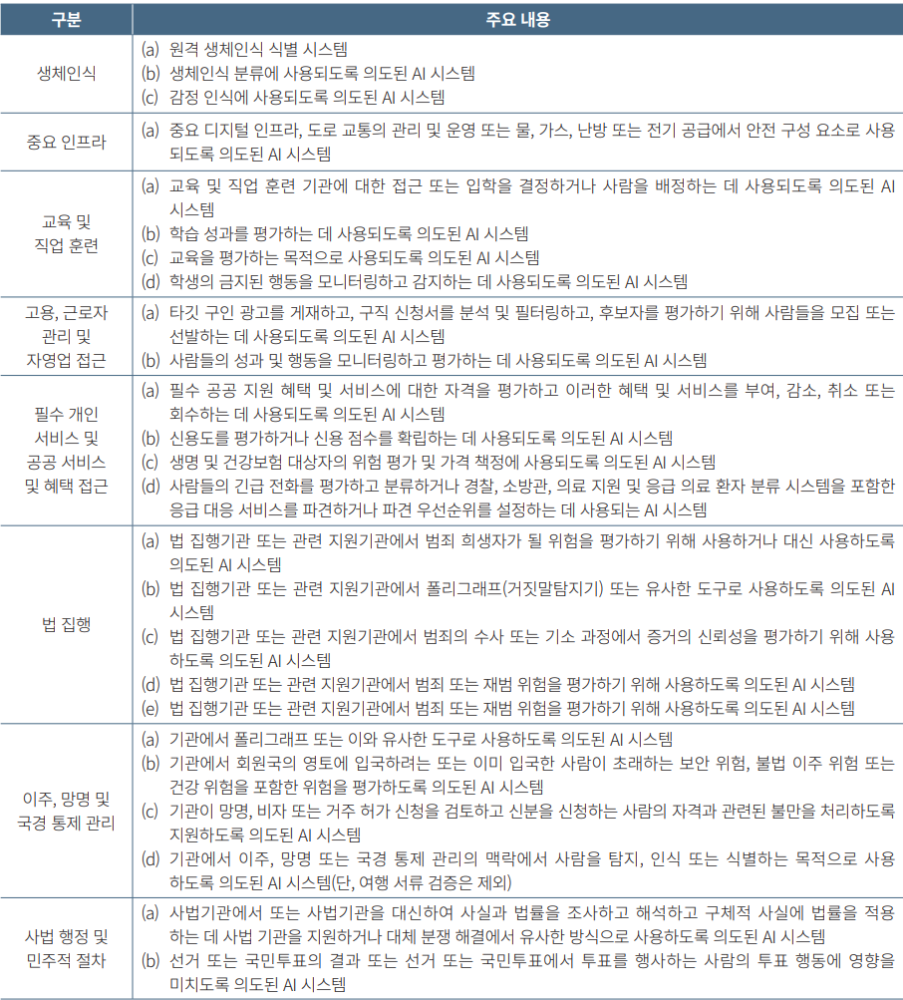 구분 주요 내용
생체인식
(a) 원격 생체인식 식별 시스템
(b) 생체인식 분류에 사용되도록 의도된 AI 시스템
(c) 감정 인식에 사용되도록 의도된 AI 시스템
중요 인프라
(a) 중요 디지털 인프라, 도로 교통의 관리 및 운영 또는 물, 가스, 난방 또는 전기 공급에서 안전 구성 요소로 사용
되도록 의도된 AI 시스템
교육 및
직업 훈련
(a) 교육 및 직업 훈련 기관에 대한 접근 또는 입학을 결정하거나 사람을 배정하는 데 사용되도록 의도된 AI
시스템
(b) 학습 성과를 평가하는 데 사용되도록 의도된 AI 시스템
(c) 교육을 평가하는 목적으로 사용되도록 의도된 AI 시스템
(d) 학생의 금지된 행동을 모니터링하고 감지하는 데 사용되도록 의도된 AI 시스템
고용, 근로자
관리 및
자영업 접근
(a) 타깃 구인 광고를 게재하고, 구직 신청서를 분석 및 필터링하고, 후보자를 평가하기 위해 사람들을 모집 또는
선발하는 데 사용되도록 의도된 AI 시스템
(b) 사람들의 성과 및 행동을 모니터링하고 평가하는 데 사용되도록 의도된 AI 시스템
필수 개인
서비스 및
공공 서비스
및 혜택 접근
(a) 필수 공공 지원 혜택 및 서비스에 대한 자격을 평가하고 이러한 혜택 및 서비스를 부여, 감소, 취소 또는
회수하는 데 사용되도록 의도된 AI 시스템
(b) 신용도를 평가하거나 신용 점수를 확립하는 데 사용되도록 의도된 AI 시스템
(c) 생명 및 건강보험 대상자의 위험 평가 및 가격 책정에 사용되도록 의도된 AI 시스템
(d) 사람들의 긴급 전화를 평가하고 분류하거나 경찰, 소방관, 의료 지원 및 응급 의료 환자 분류 시스템을 포함한
응급 대응 서비스를 파견하거나 파견 우선순위를 설정하는 데 사용되는 AI 시스템
법 집행
(a) 법 집행기관 또는 관련 지원기관에서 범죄 희생자가 될 위험을 평가하기 위해 사용하거나 대신 사용하도록
의도된 AI 시스템
(b) 법 집행기관 또는 관련 지원기관에서 폴리그래프(거짓말탐지기) 또는 유사한 도구로 사용하도록 의도된 AI
시스템
(c) 법 집행기관 또는 관련 지원기관에서 범죄의 수사 또는 기소 과정에서 증거의 신뢰성을 평가하기 위해 사용
하도록 의도된 AI 시스템
(d) 법 집행기관 또는 관련 지원기관에서 범죄 또는 재범 위험을 평가하기 위해 사용하도록 의도된 AI 시스템
(e) 법 집행기관 또는 관련 지원기관에서 범죄 또는 재범 위험을 평가하기 위해 사용하도록 의도된 AI 시스템
이주, 망명 및
국경 통제 관리
(a) 기관에서 폴리그래프 또는 이와 유사한 도구로 사용하도록 의도된 AI 시스템
(b) 기관에서 회원국의 영토에 입국하려는 또는 이미 입국한 사람이 초래하는 보안 위험, 불법 이주 위험 또는
건강 위험을 포함한 위험을 평가하도록 의도된 AI 시스템
(c) 기관이 망명, 비자 또는 거주 허가 신청을 검토하고 신분을 신청하는 사람의 자격과 관련된 불만을 처리하도록
지원하도록 의도된 AI 시스템
(d) 기관에서 이주, 망명 또는 국경 통제 관리의 맥락에서 사람을 탐지, 인식 또는 식별하는 목적으로 사용
하도록 의도된 AI 시스템(단, 여행 서류 검증은 제외)
사법 행정 및
민주적 절차
(a) 사법기관에서 또는 사법기관을 대신하여 사실과 법률을 조사하고 해석하고 구체적 사실에 법률을 적용
하는 데 사법 기관을 지원하거나 대체 분쟁 해결에서 유사한 방식으로 사용하도록 의도된 AI 시스템
(b) 선거 또는 국민투표의 결과 또는 선거 또는 국민투표에서 투표를 행사하는 사람의 투표 행동에 영향을
미치도록 의도된 AI 시스템